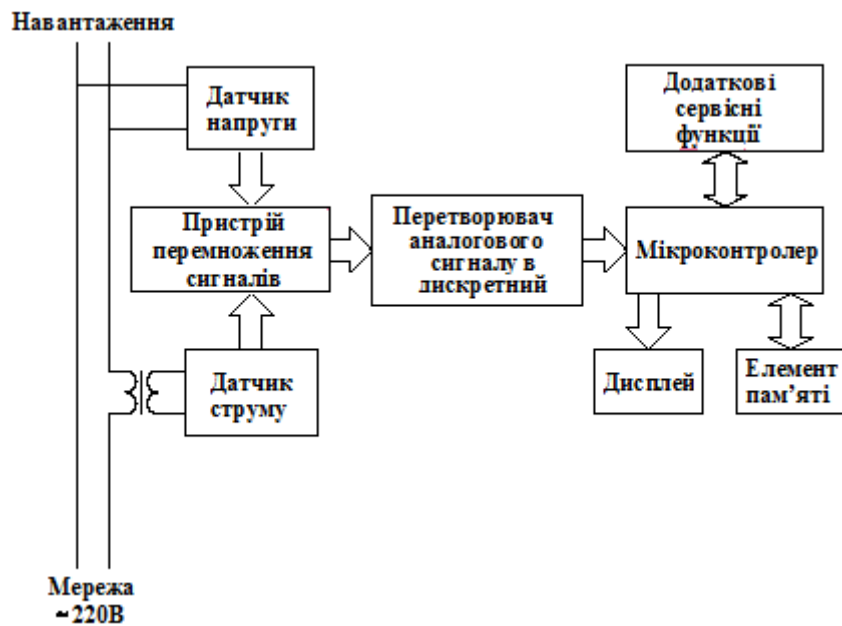 Навантаження
Датчик
напруги
Додаткові
сервісні
функції
Пристрій
перемноження
сигналів
Перетворювач
аналогового
сигналу в
дискретний
Мікроконтролер
Датчик
струму
Дисплей
Елемент
пам’яті
Мережа
~220В